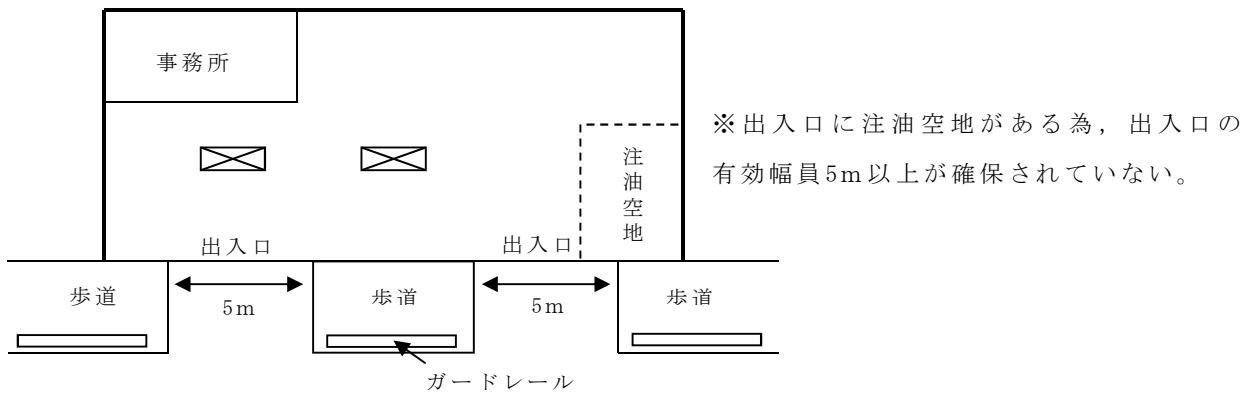 事務所
※出入口に注油空地がある為，出入口の
有効幅員5m以上が確保されていない。
注油空地
出入口
出入口
歩道
5m
歩道
5m
歩道
ガードレール